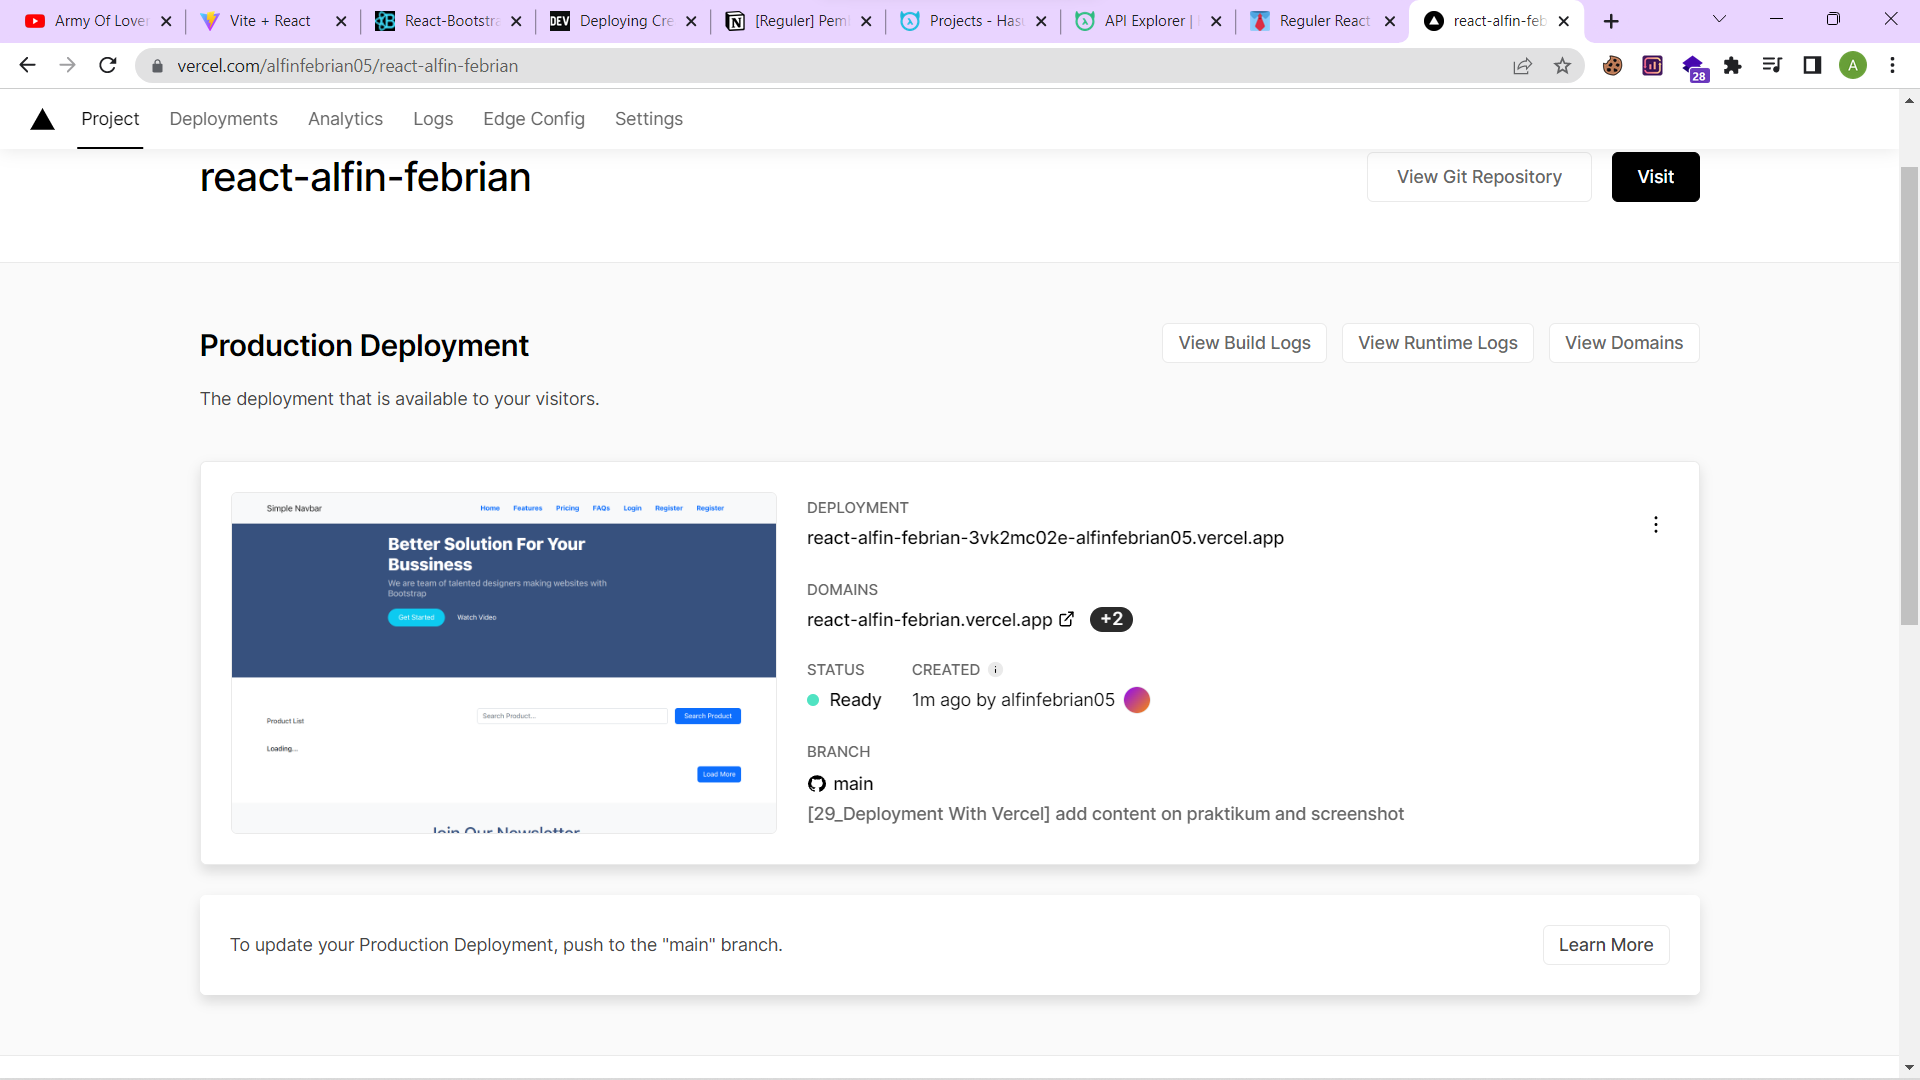 Army Of Lover
Vite + React
React-Bootstra
DEV
Deploying Cre
[Reguler] Pem
Projects - Hasu
API Explorer |
Reguler React
react-alfin-feb
vercel.com/alfinfebrian05/react-alfin-febrian
28
A
Project
Deployments
Analytics
Logs
Edge Config
Settings
react-alfin-febrian
View Git Repository
Visit
Production Deployment
View Build Logs
View Runtime Logs
View Domains
The deployment that is available to your visitors.
Simple Navbar
Home
Features
Pricing
FAQs
Login
Register
Register
Better Solution For Your
Bussiness
We are team of talented designers making websites with
Bootstrap
Get Started
Watch Video
Product List
Search Product...
Search Product
Loading...
Load More
Join Our Newsletter
DEPLOYMENT
react-alfin-febrian-3vk2mc02e-alfinfebrian05.vercel.app
DOMAINS
react-alfin-febrian.vercel.app
+2
STATUS
CREATED
Ready
1m ago by alfinfebrian05
BRANCH
main
[29_Deployment With Vercel] add content on praktikum and screenshot
To update your Production Deployment, push to the "main" branch.
Learn More